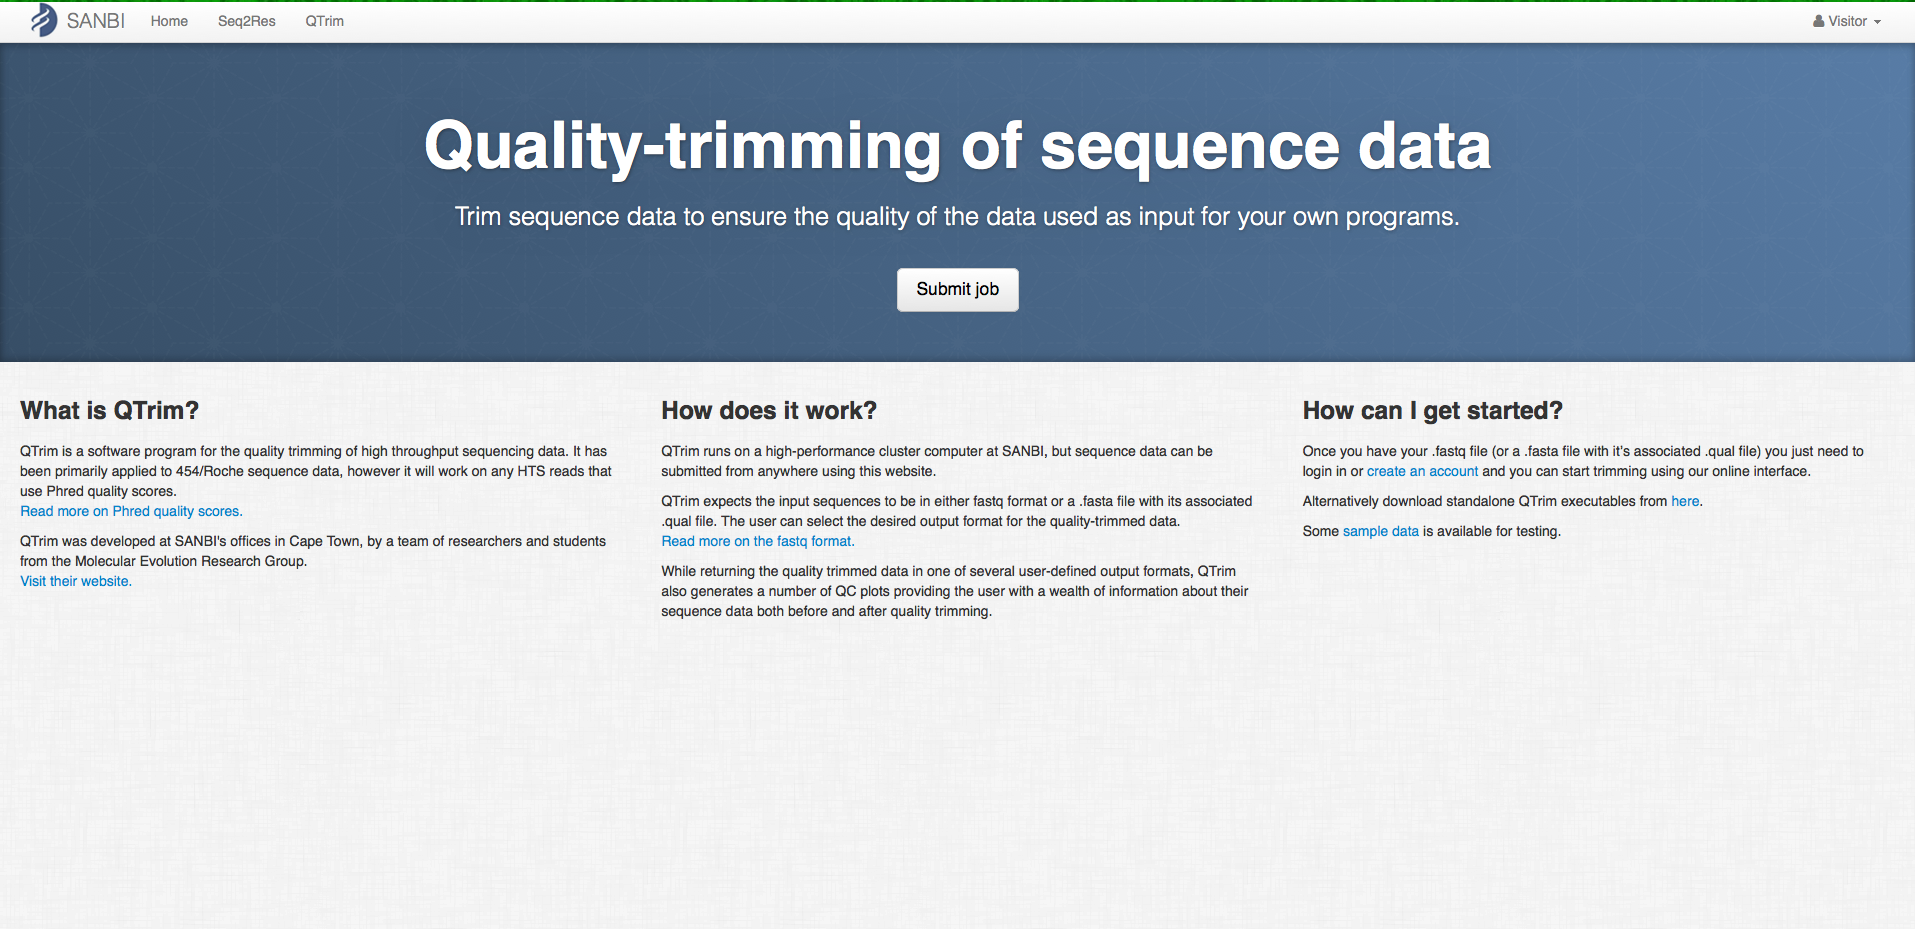 SANBI Home Seq2Res QTrim Visitor
Quality-trimming of sequence data
Trim sequence data to ensure the quality of the data used as input for your own programs.
Submit job
What is QTrim?
QTrim is a software program for the quality trimming of high throughput sequencing data. It has
been primarily applied to 454/Roche sequence data, however it will work on any HTS reads that
use Phred quality scores.
Read more on Phred quality scores.
QTrim was developed at SANBI's offices in Cape Town, by a team of researchers and students
from the Molecular Evolution Research Group.
Visit their website.
How does it work?
QTrim runs on a high-performance cluster computer at SANBI, but sequence data can be
submitted from anywhere using this website.
QTrim expects the input sequences to be in either fastq format or a .fasta file with its associated
.qual file. The user can select the desired output format for the quality-trimmed data.
Read more on the fastq format.
While returning the quality trimmed data in one of several user-defined output formats, QTrim
also generates a number of QC plots providing the user with a wealth of information about their
sequence data both before and after quality trimming.
How can I get started?
Once you have your .fastq file (or a .fasta file with it's associated .qual file) you just need to
login in or create an account and you can start trimming using our online interface.
Alternatively download standalone QTrim executables from here.
Some sample data is available for testing.